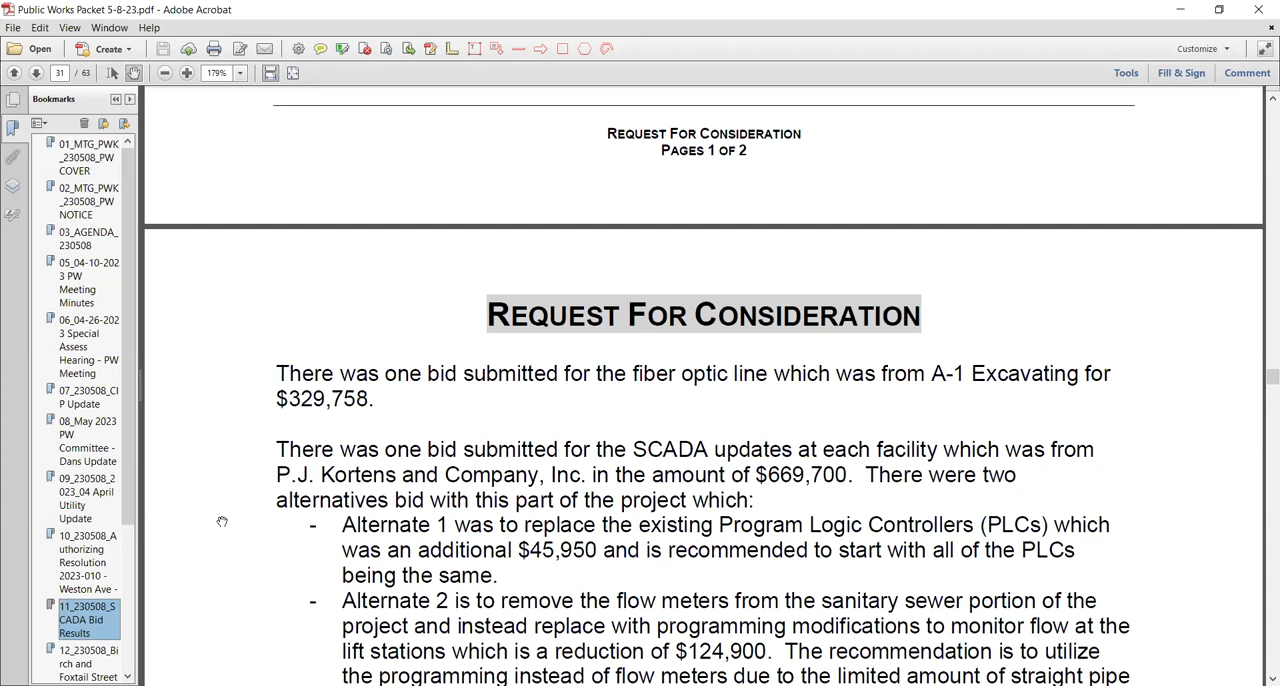 Public Works Packet 5-8-23.pdf - Adobe Acrobat
File Edit View Window Help
Open Create Customize
31 / 63 179% Tools Fill & Sign Comment
Bookmarks
01_MTG_PWK
_230508_PW
COVER
02_MTG_PWK
_230508_PW
NOTICE
03_AGENDA_
230508
05_04-10-202
3 PW
Meeting
Minutes
06_04-26-202
3 Special
Assess
Hearing - PW
Meeting
07_230508_CI
P Update
08_May 2023
PW
Committee -
Dans Update
09_230508_2
023_04 April
Utility
Update
10_230508_A
uthorizing
Resolution
2023-010 -
Weston Ave -
11_230508_S
CADA Bid
Results
12_230508_Bi
rch and
Foxtail Street
REQUEST FOR CONSIDERATION
PAGES 1 OF 2
REQUEST FOR CONSIDERATION
There was one bid submitted for the fiber optic line which was from A-1 Excavating for
$329,758.
There was one bid submitted for the SCADA updates at each facility which was from
P.J. Kortens and Company, Inc. in the amount of $669,700. There were two
alternatives bid with this part of the project which:
- Alternate 1 was to replace the existing Program Logic Controllers (PLCs) which
was an additional $45,950 and is recommended to start with all of the PLCs
being the same.
- Alternate 2 is to remove the flow meters from the sanitary sewer portion of the
project and instead replace with programming modifications to monitor flow at the
lift stations which is a reduction of $124,900. The recommendation is to utilize
the programming instead of flow meters due to the limited amount of straight pipe